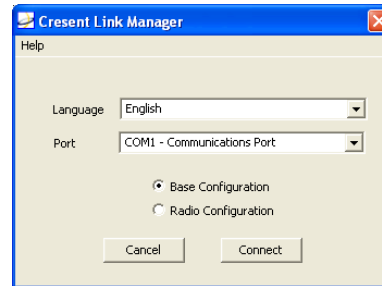 Cresent Link Manager
Help
Language English
Port COM1 - Communications Port
Base Configuration
Radio Configuration
Cancel Connect